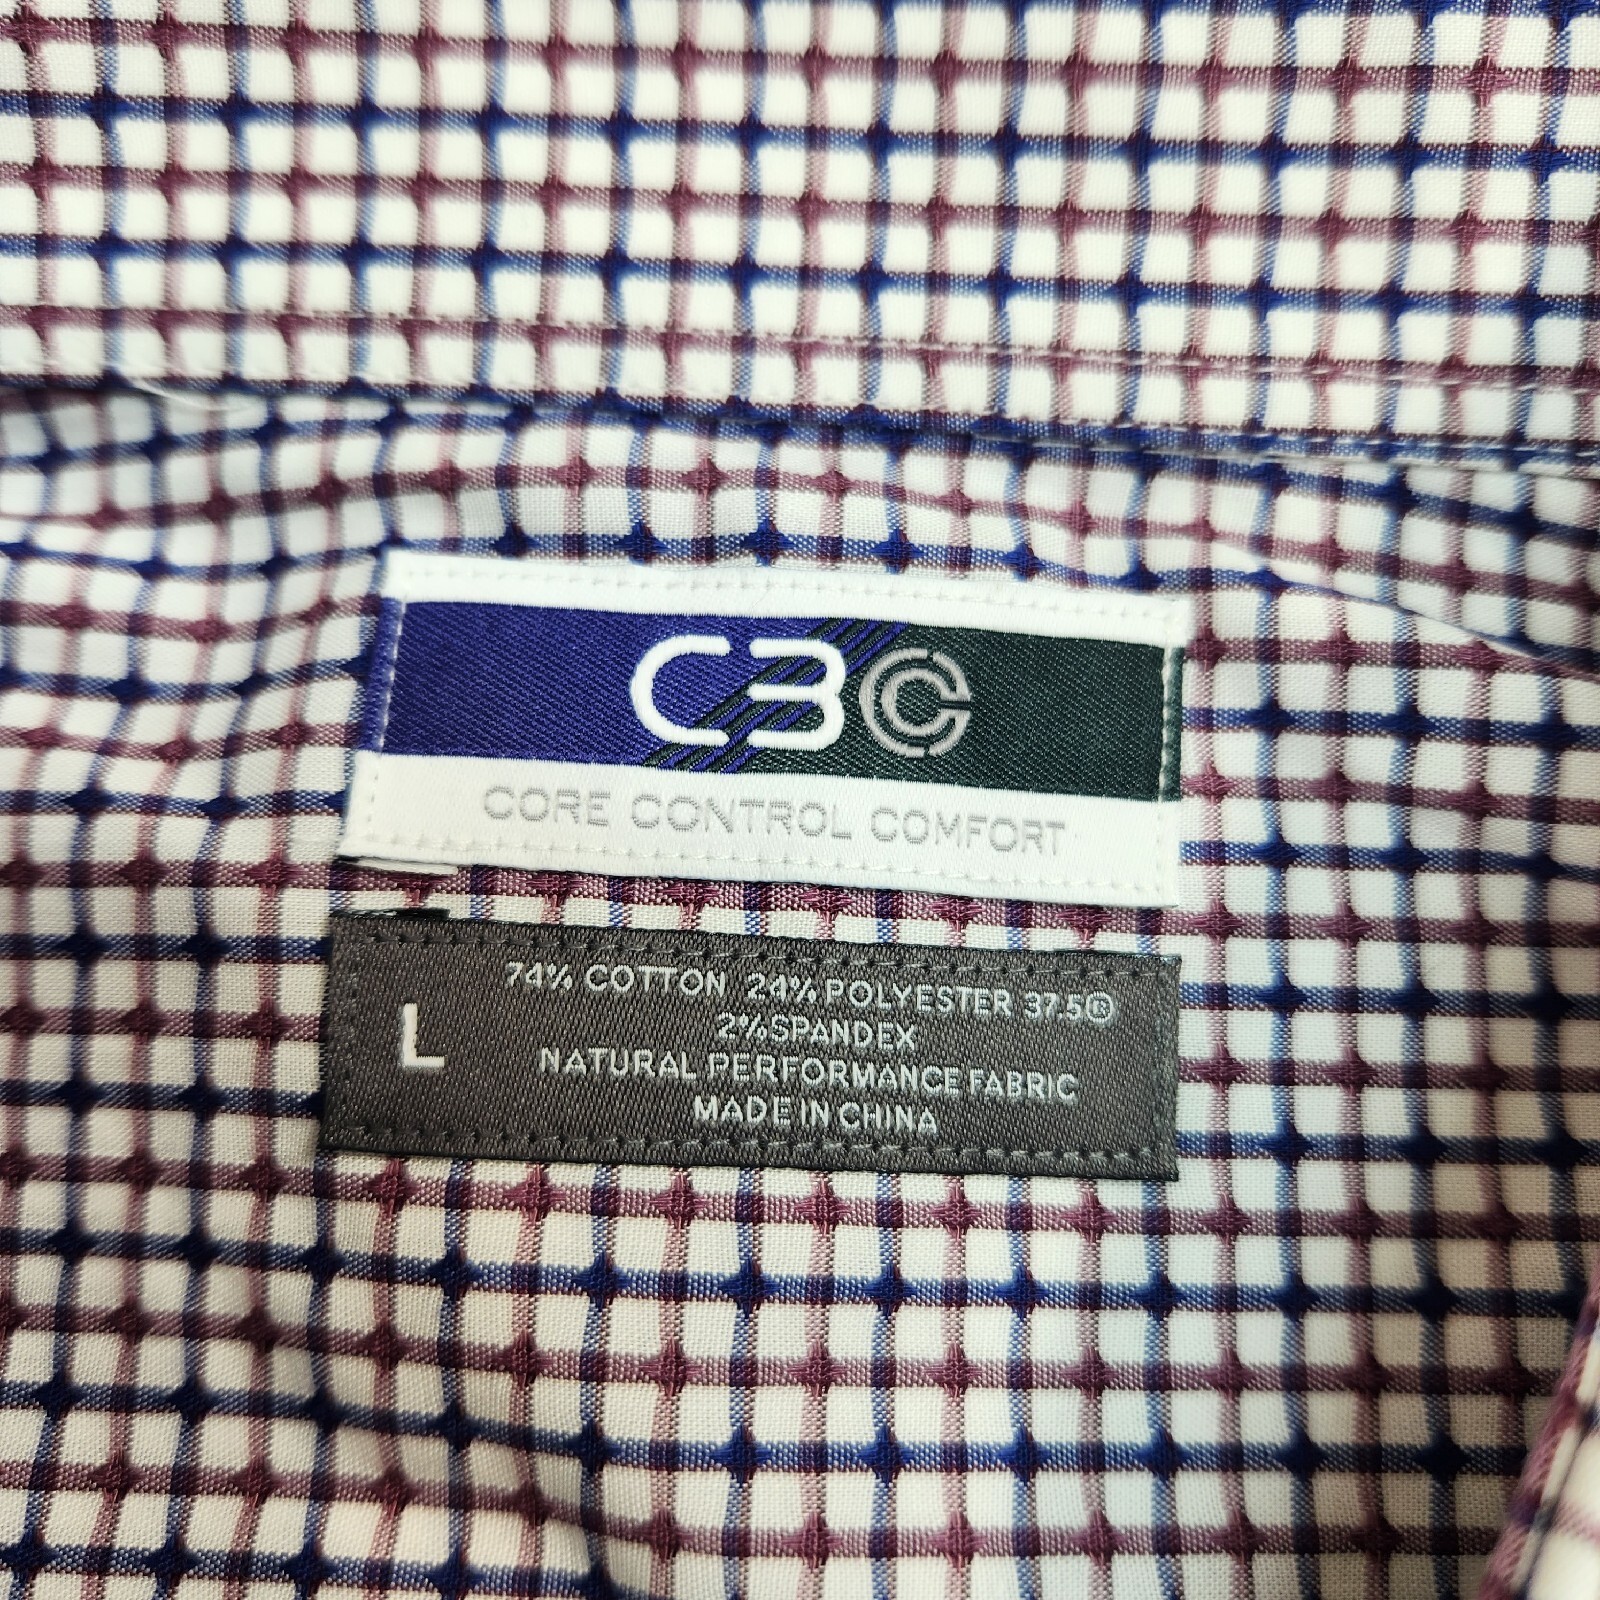 C3C
CORE CONTROL COMFORT
L
74% COTTON 24% POLYESTER 37.5®
2%SPANDEX
NATURAL PERFORMANCE FABRIC
MADE IN CHINA